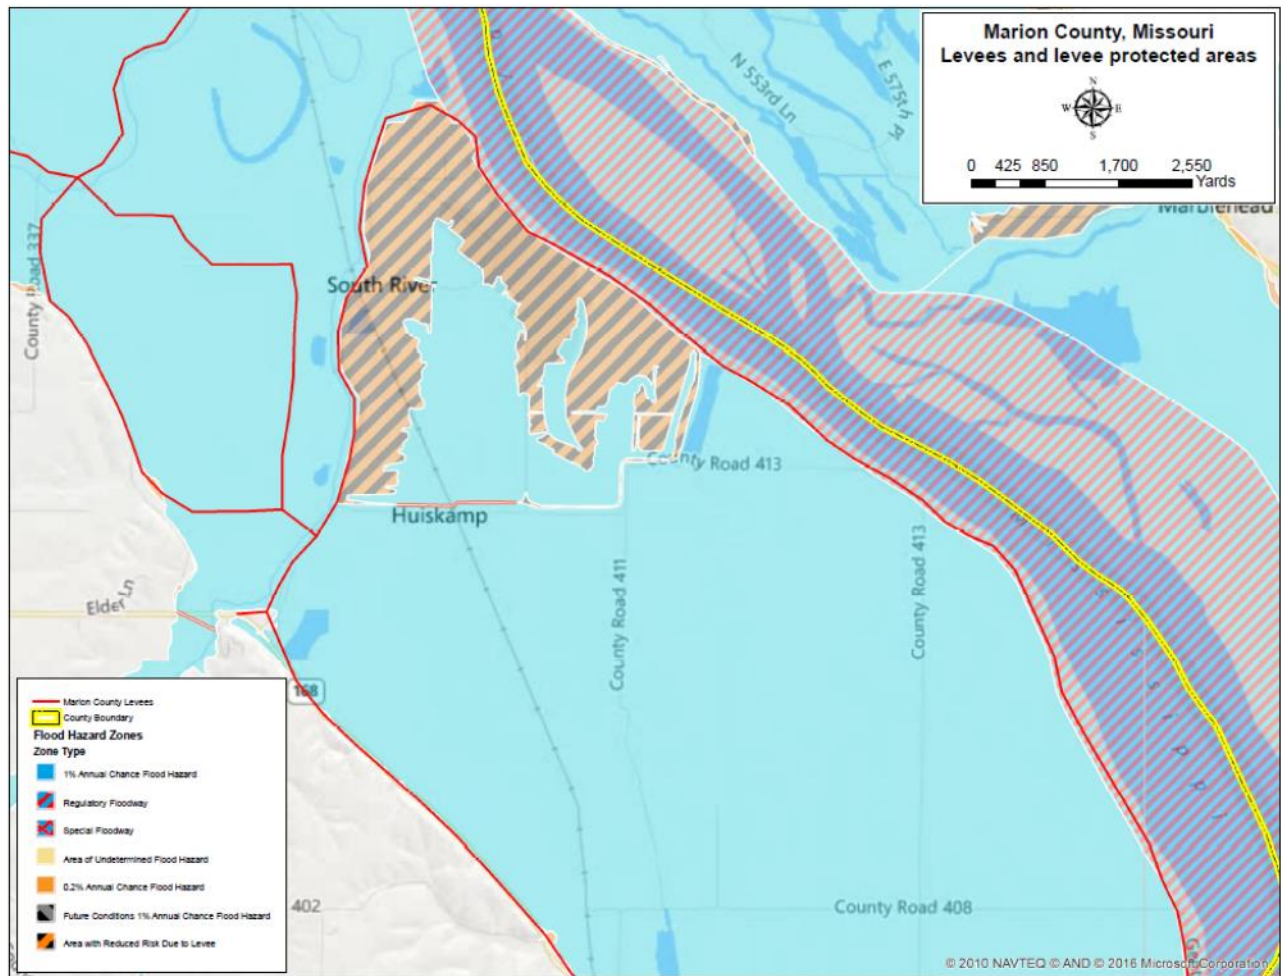 Marion County, Missouri
Levees and levee protected areas
N
W E
S
0 425 850 1,700 2,550
Yards
N 553rd Ln
E 575th Pl
Marblehead
County Road 337
South River
County Road 413
Huiskamp
County Road 411
County Road 413
Elder Ln
168
Mississippi
402
County Road 408
Marion County Levees
County Boundary
Flood Hazard Zones
Zone Type
1% Annual Chance Flood Hazard
Regulatory Floodway
Special Floodway
Area of Undetermined Flood Hazard
0.2% Annual Chance Flood Hazard
Future Conditions 1% Annual Chance Flood Hazard
Area with Reduced Risk Due to Levee
© 2010 NAVTEQ © AND © 2016 Microsoft Corporation